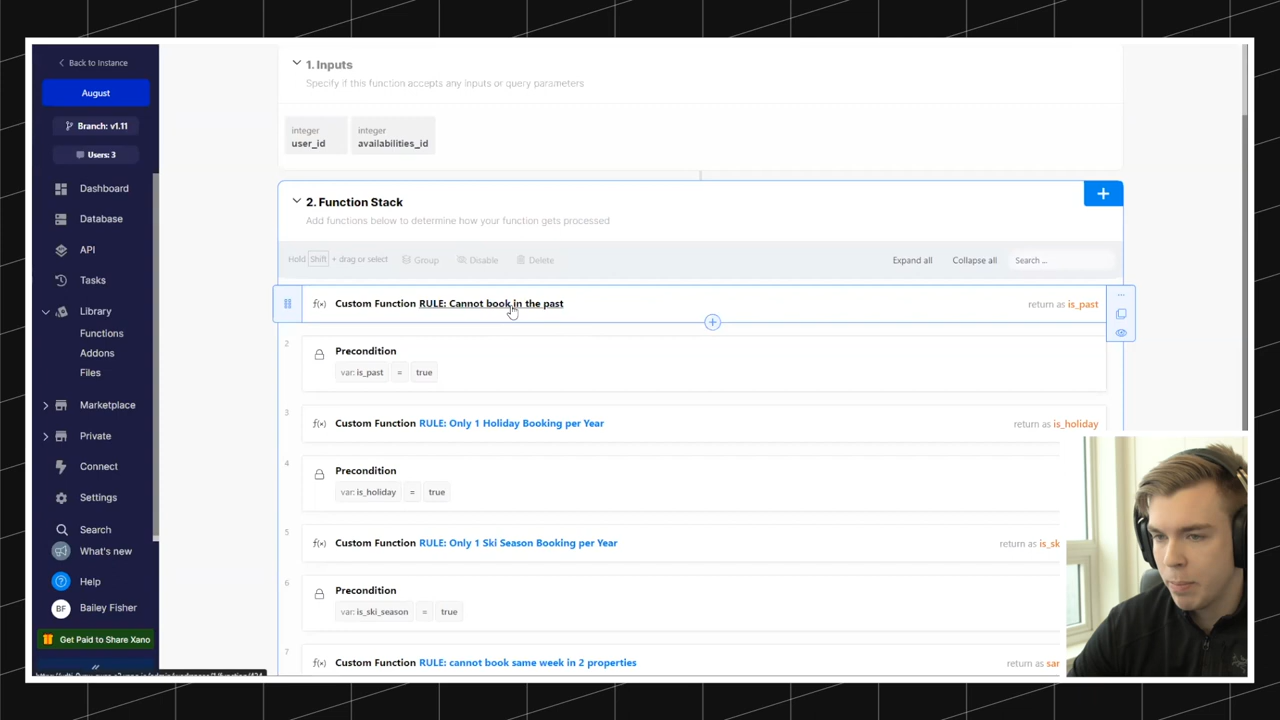 Back to Instance
August
Branch: v1.11
Users: 3
Dashboard
Database
API
Tasks
Library
Functions
Addons
Files
Marketplace
Private
Connect
Settings
Search
What's new
Help
BF Bailey Fisher
Get Paid to Share Xano
1. Inputs
Specify if this function accepts any inputs or query parameters
integer
user_id
integer
availabilities_id
2. Function Stack
Add functions below to determine how your function gets processed
Hold Shift + drag or select Group Disable Delete Expand all Collapse all Search ...
f(x) Custom Function RULE: Cannot book in the past return as is_past
2
Precondition
var: is_past = true
3
f(x) Custom Function RULE: Only 1 Holiday Booking per Year return as is_holiday
4
Precondition
var: is_holiday = true
5
f(x) Custom Function RULE: Only 1 Ski Season Booking per Year return as is_sk
6
Precondition
var: is_ski_season = true
7
f(x) Custom Function RULE: cannot book same week in 2 properties return as sar